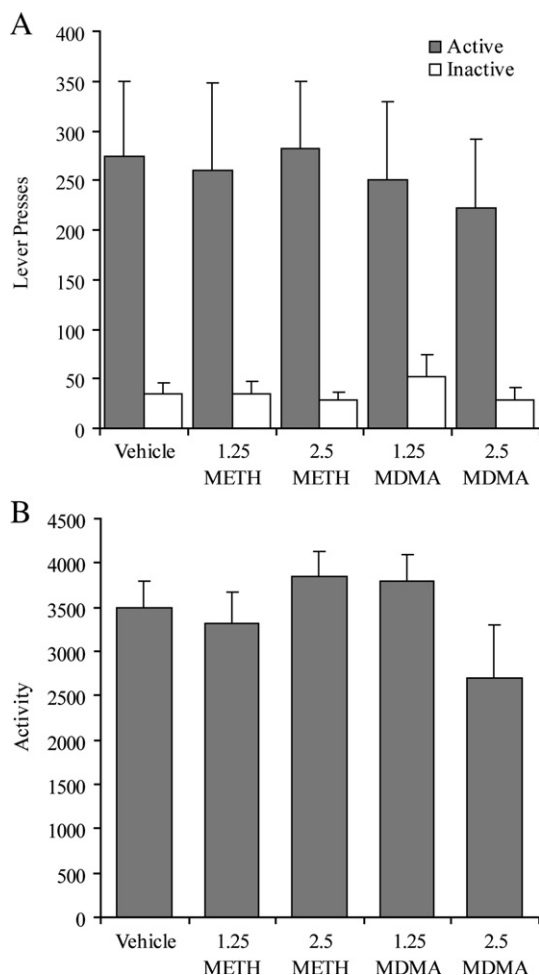 A
400
350
300
250
200
150
100
50
0
Lever Presses
Active
Inactive
Vehicle
1.25
METH
2.5
METH
1.25
MDMA
2.5
MDMA
B
4500
4000
3500
3000
2500
2000
1500
1000
500
0
Activity
Vehicle
1.25
METH
2.5
METH
1.25
MDMA
2.5
MDMA